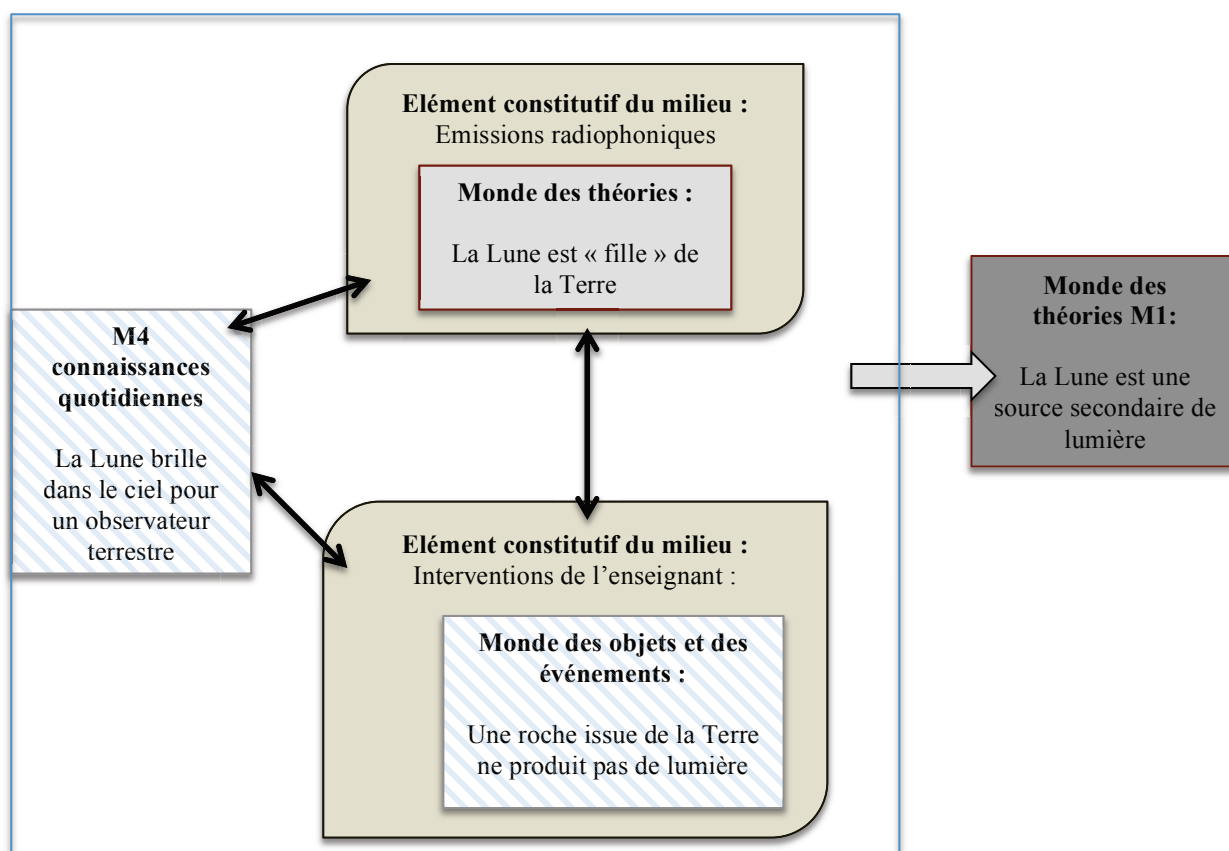 Elément constitutif du milieu :
Emissions radiophoniques
Monde des théories :
La Lune est « fille » de
la Terre
M4
connaissances
quotidiennes
La Lune brille
dans le ciel pour
un observateur
terrestre
Monde des
théories M1:
La Lune est une
source secondaire de
lumière
Elément constitutif du milieu :
Interventions de l’enseignant :
Monde des objets et des
événements :
Une roche issue de la Terre
ne produit pas de lumière